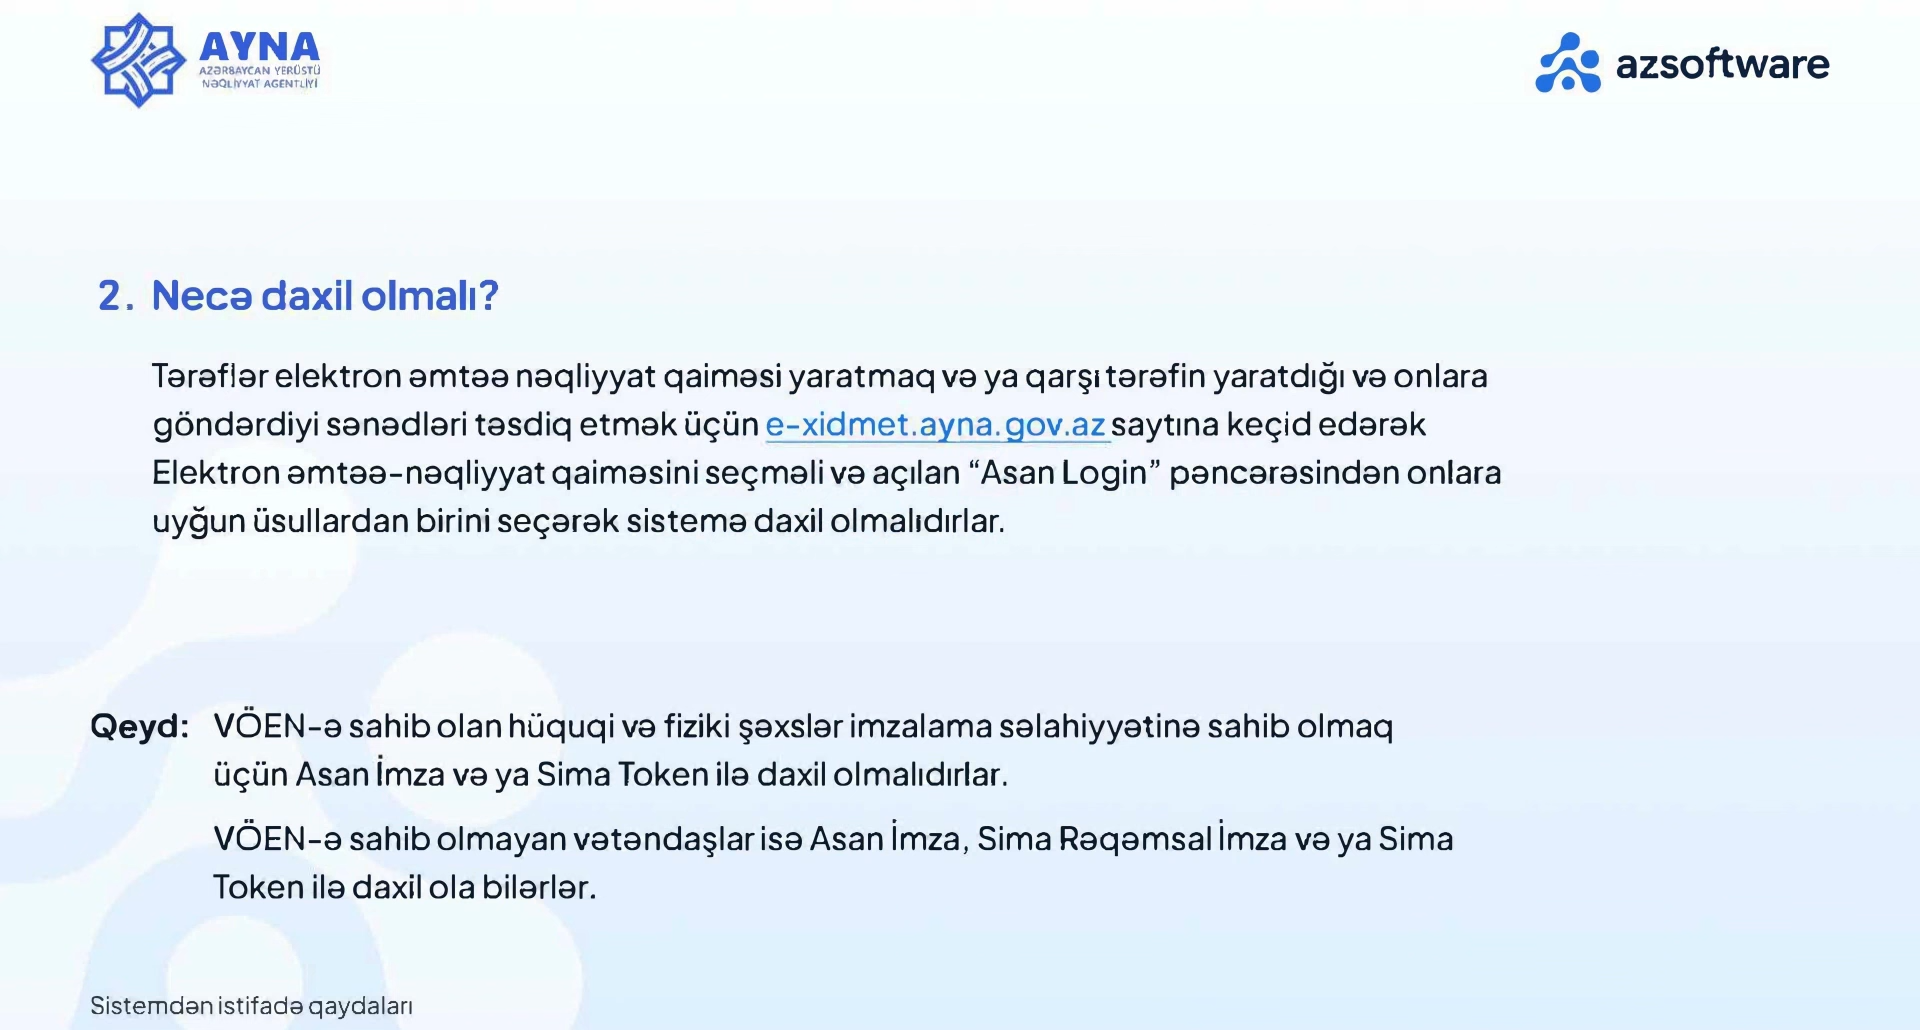 AYNA
AZƏRBAYCAN YERÜSTÜ
NƏQLİYYAT AGENTLİYİ
azsoftware
2. Necə daxil olmalı?
Tərəflər elektron əmtəə nəqliyyat qaiməsi yaratmaq və ya qarşı tərəfin yaratdığı və onlara
göndərdiyi sənədləri təsdiq etmək üçün e-xidmet.ayna.gov.az saytına keçid edərək
Elektron əmtəə-nəqliyyat qaiməsini seçməli və açılan “Asan Login” pəncərəsindən onlara
uyğun üsullardan birini seçərək sistemə daxil olmalıdırlar.
Qeyd: VÖEN-ə sahib olan hüquqi və fiziki şəxslər imzalama səlahiyyətinə sahib olmaq
üçün Asan İmza və ya Sima Token ilə daxil olmalıdırlar.
VÖEN-ə sahib olmayan vətəndaşlar isə Asan İmza, Sima Rəqəmsal İmza və ya Sima
Token ilə daxil ola bilərlər.
Sistemdən istifadə qaydaları